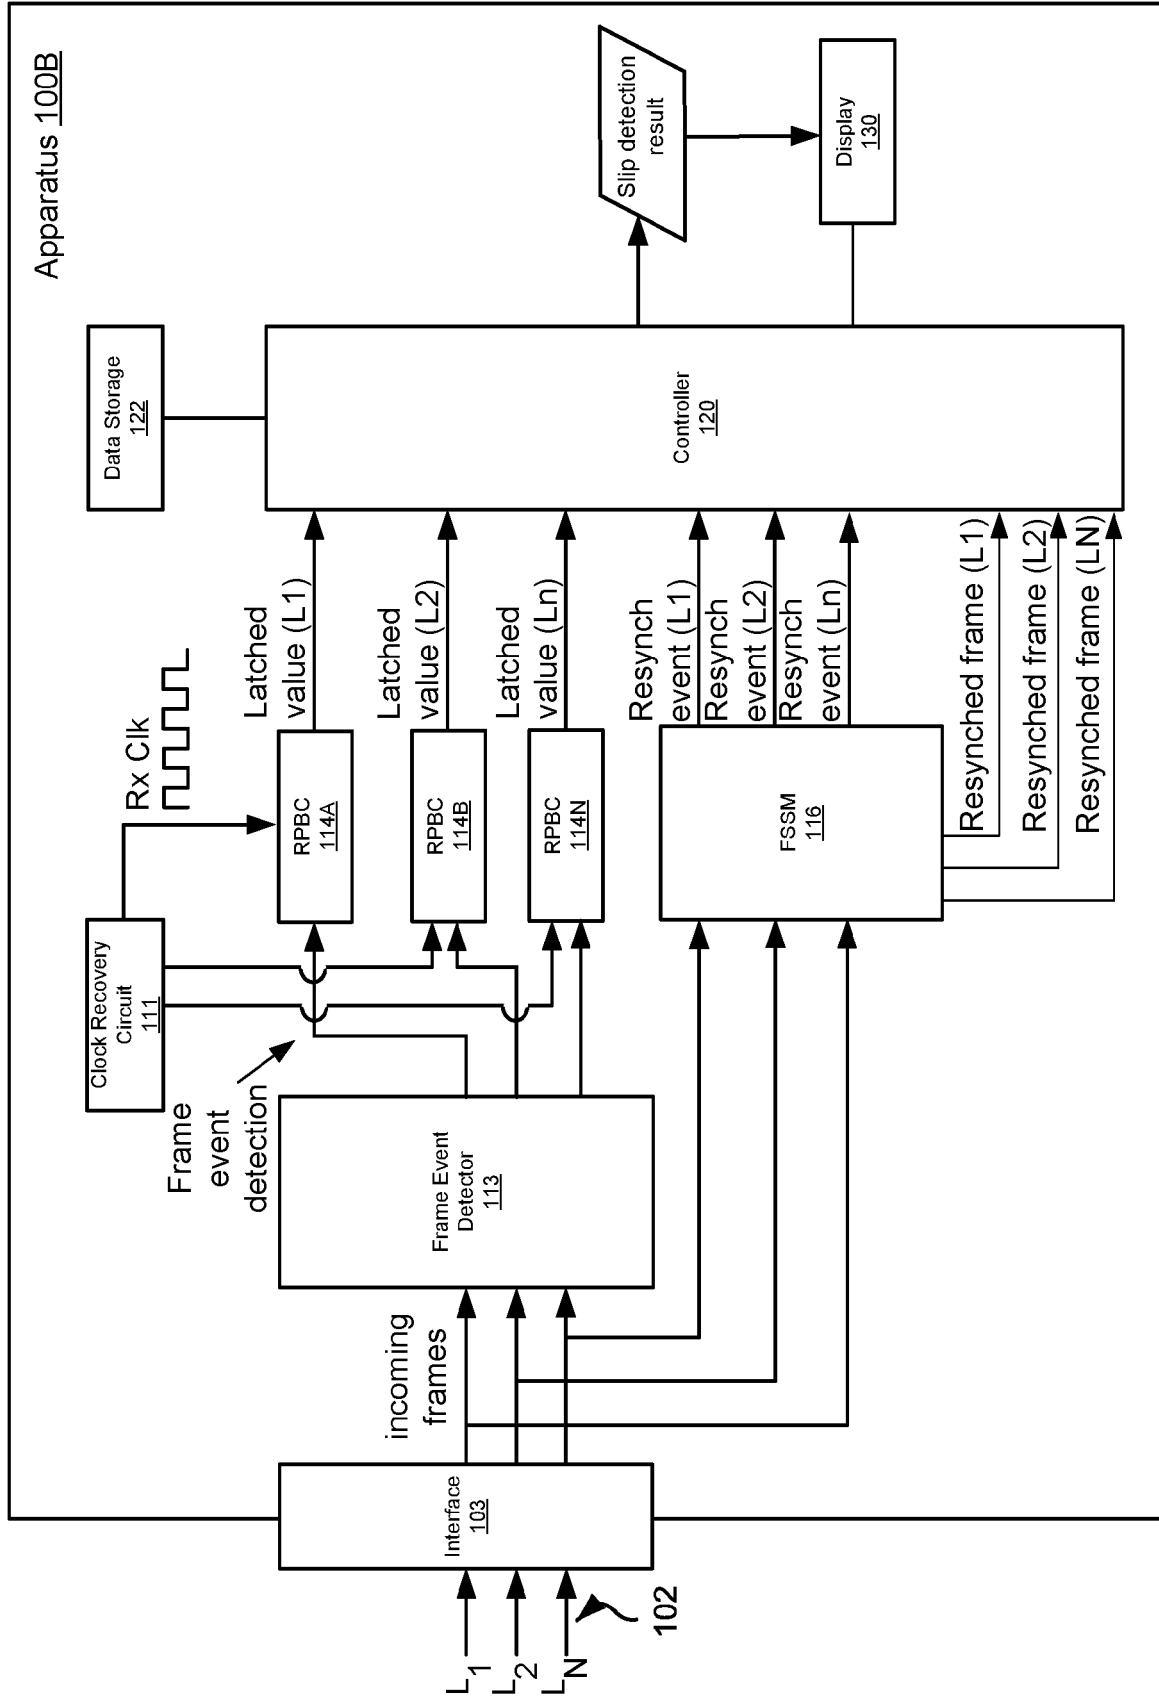 Apparatus 100B
Clock Recovery
Circuit
111
Rx Clk
Data Storage
122
Frame
event
detection
RPBC
114A
Latched
value (L1)
RPBC
114B
Latched
value (L2)
RPBC
114N
Latched
value (Ln)
L1
L2
LN
102
Interface
103
incoming
frames
Frame Event
Detector
113
FSSM
116
Resynch
event (L1)
Resynch
event (L2)
Resynch
event (Ln)
Resynched frame (L1)
Resynched frame (L2)
Resynched frame (LN)
Controller
120
Slip detection
result
Display
130